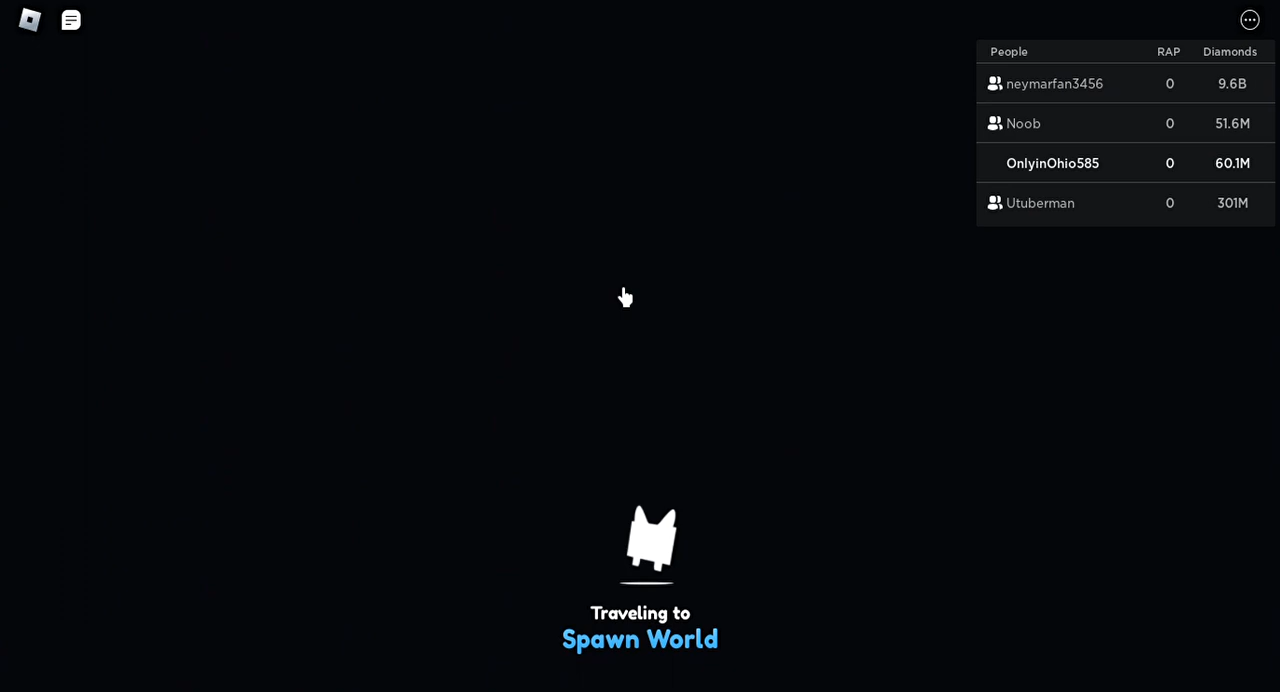 People RAP Diamonds
neymarfan3456 0 9.6B
Noob 0 51.6M
OnlyinOhio585 0 60.1M
Utuberman 0 301M
Traveling to
Spawn World